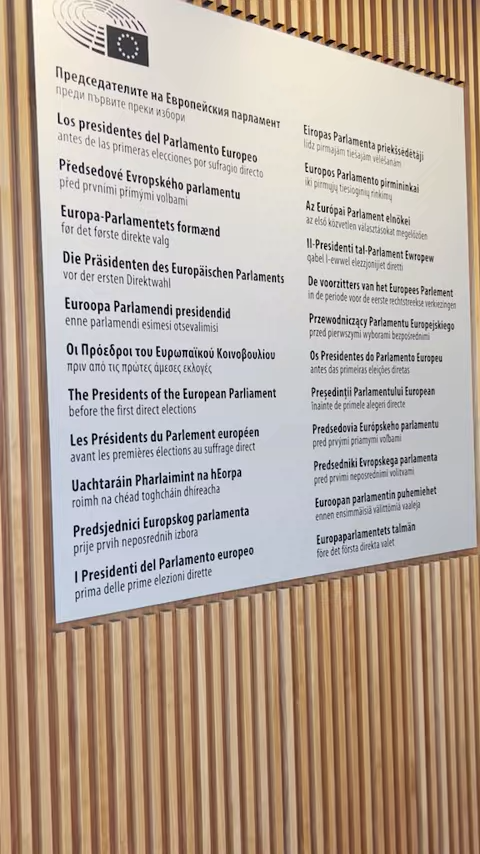 Председателите на Европейския парламент
преди първите преки избори
Los presidentes del Parlamento Europeo
antes de las primeras elecciones por sufragio directo
Předsedové Evropského parlamentu
před prvními přímými volbami
Europa-Parlamentets formænd
før det første direkte valg
Die Präsidenten des Europäischen Parlaments
vor der ersten Direktwahl
Euroopa Parlamendi presidendid
enne parlamendi esimesi otsevalimisi
Οι Πρόεδροι του Ευρωπαϊκού Κοινοβουλίου
πριν από τις πρώτες άμεσες εκλογές
The Presidents of the European Parliament
before the first direct elections
Les Présidents du Parlement européen
avant les premières élections au suffrage direct
Uachtaráin Pharlaimint na hEorpa
roimh na chéad toghcháin dhíreacha
Predsjednici Europskog parlamenta
prije prvih neposrednih izbora
I Presidenti del Parlamento europeo
prima delle prime elezioni dirette
Eiropas Parlamenta priekšsēdētāji
līdz pirmajām tiešajām vēlēšanām
Europos Parlamento pirmininkai
iki pirmųjų tiesioginių rinkimų
Az Európai Parlament elnökei
az első közvetlen választásokat megelőzően
Il-Presidenti tal-Parlament Ewropew
qabel l-ewwel elezzjonijiet diretti
De voorzitters van het Europees Parlement
in de periode voor de eerste rechtstreekse verkiezingen
Przewodniczący Parlamentu Europejskiego
przed pierwszymi wyborami bezpośrednimi
Os Presidentes do Parlamento Europeu
antes das primeiras eleições diretas
Președinții Parlamentului European
înainte de primele alegeri directe
Predsedovia Európskeho parlamentu
pred prvými priamymi voľbami
Predsedniki Evropskega parlamenta
pred prvimi neposrednimi volitvami
Euroopan parlamentin puhemiehet
ennen ensimmäisiä välittömiä vaaleja
Europaparlamentets talmän
före det första direkta valet